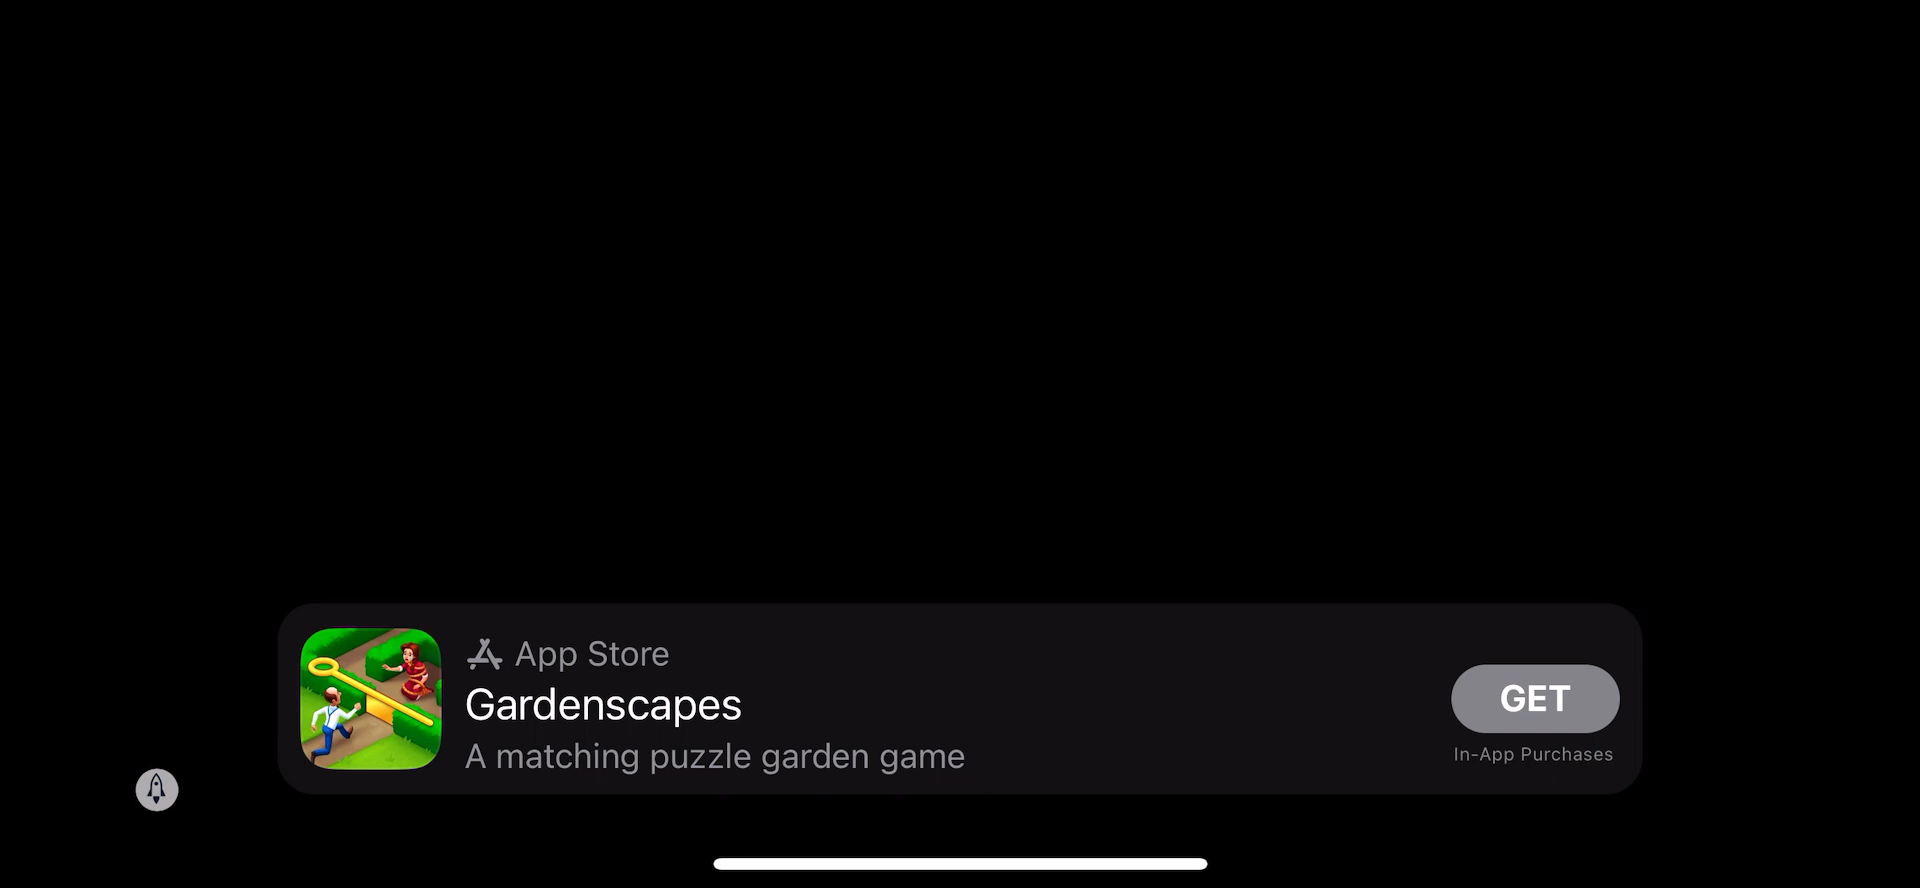 App Store
Gardenscapes
A matching puzzle garden game
GET
In-App Purchases